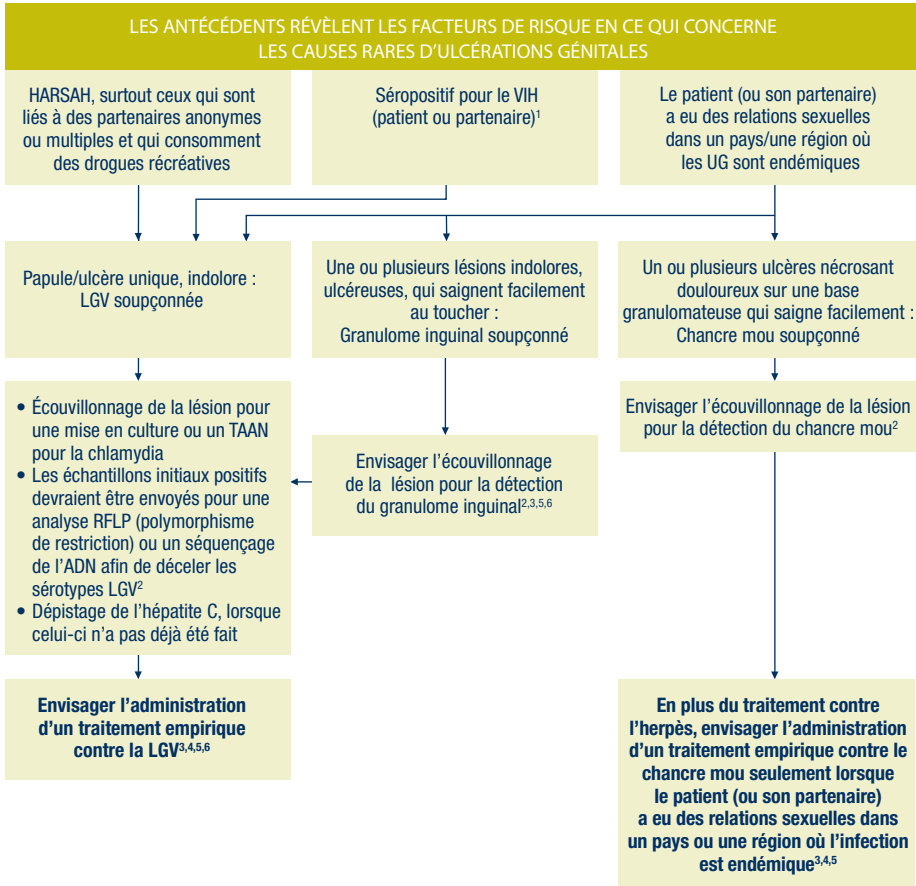 LES ANTÉCÉDENTS RÉVÈLENT LES FACTEURS DE RISQUE EN CE QUI CONCERNE
LES CAUSES RARES D'ULCÉRATIONS GÉNITALES
HARSAH, surtout ceux qui sont
liés à des partenaires anonymes
ou multiples et qui consomment
des drogues récréatives
Séropositif pour le VIH
(patient ou partenaire)¹
Le patient (ou son partenaire)
a eu des relations sexuelles
dans un pays/une région où
les UG sont endémiques
Papule/ulcère unique, indolore :
LGV soupçonnée
Une ou plusieurs lésions indolores,
ulcéreuses, qui saignent facilement
au toucher :
Granulome inguinal soupçonné
Un ou plusieurs ulcères nécrosant
douloureux sur une base
granulomateuse qui saigne facilement :
Chancre mou soupçonné
• Écouvillonnage de la lésion pour
une mise en culture ou un TAAN
pour la chlamydia
• Les échantillons initiaux positifs
devraient être envoyés pour une
analyse RFLP (polymorphisme
de restriction) ou un séquençage
de l'ADN afin de déceler les
sérotypes LGV²
• Dépistage de l'hépatite C, lorsque
celui-ci n'a pas déjà été fait
Envisager l'écouvillonnage
de la lésion pour la détection
du granulome inguinal²,³,⁵,⁶
Envisager l'écouvillonnage de la lésion
pour la détection du chancre mou²
Envisager l'administration
d'un traitement empirique
contre la LGV³,⁴,⁵,⁶
En plus du traitement contre
l'herpès, envisager l'administration
d'un traitement empirique contre le
chancre mou seulement lorsque
le patient (ou son partenaire)
a eu des relations sexuelles dans
un pays ou une région où l'infection
est endémique³,⁴,⁵